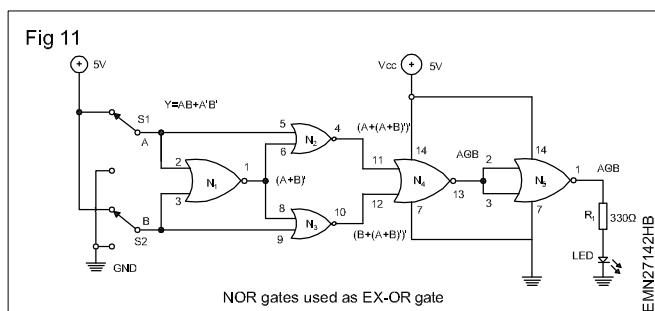 Fig 11
5V
Vcc 5V
Y=AB+A'B'
S1
A
5
6
N2
4
(A+(A+B)')'
14
14
2
3
N1
1
(A+B)'
11
12
N4
13
A⊙B
2
3
N5
1
A⊙B
7
7
B
S2
8
9
N3
10
(B+(A+B)')'
R1
330Ω
LED
GND
NOR gates used as EX-OR gate
EMN27142HB